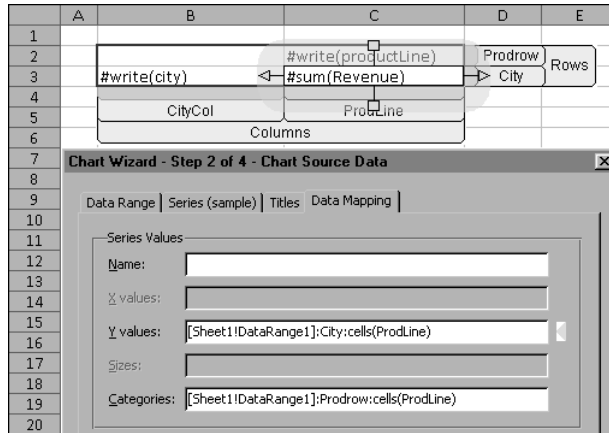 A B C D E
1
2 #write(productLine) Prodrow
Rows
3 #write(city) #sum(Revenue) City
4
5 CityCol ProdLine
6 Columns
7 Chart Wizard - Step 2 of 4 - Chart Source Data X
8
9 Data Range Series (sample) Titles Data Mapping
10
11 Series Values
12 Name:
13
14 X values:
15
16 Y values: [Sheet1!DataRange1]:City:cells(ProdLine)
17 Sizes:
18
19 Categories: [Sheet1!DataRange1]:Prodrow:cells(ProdLine)
20